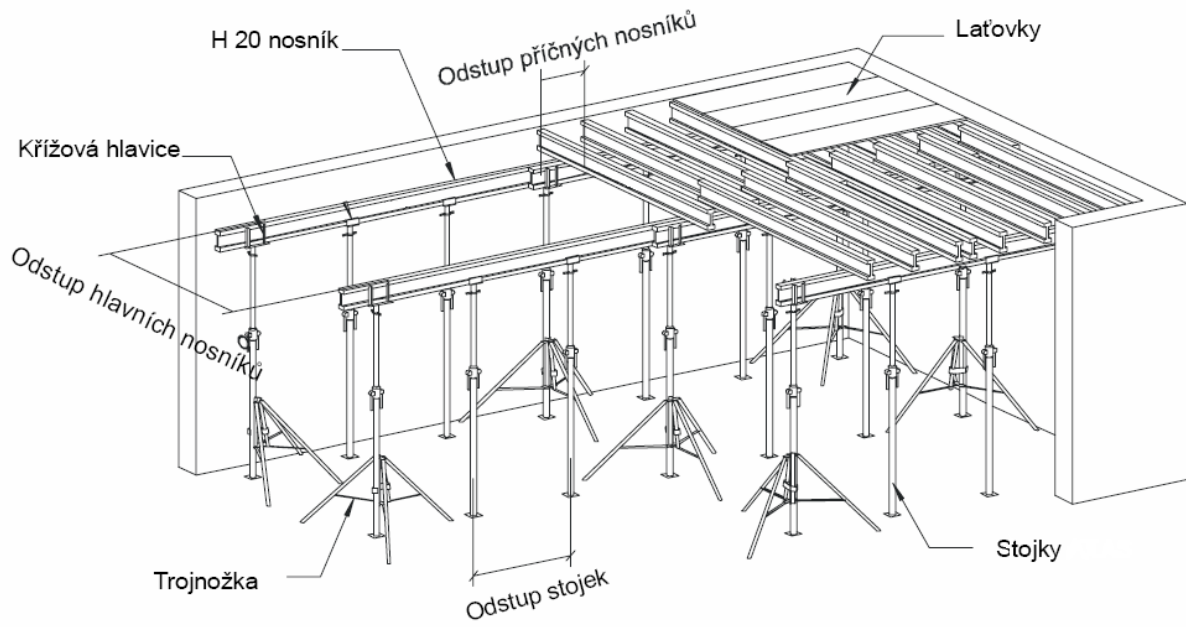 H 20 nosník
Odstup příčných nosníků
Laťovky
Křížová hlavice
Odstup hlavních nosníků
Trojnožka
Odstup stojek
Stojky